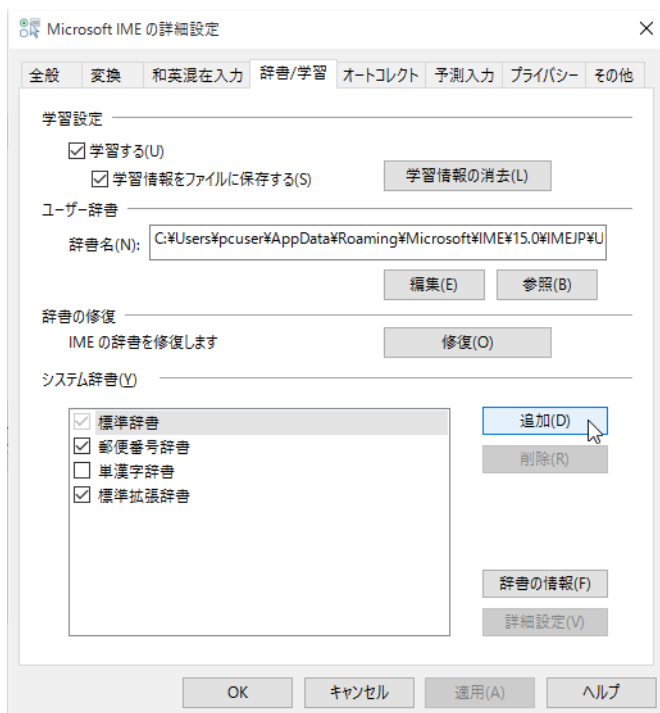 Microsoft IME の詳細設定
全般 変換 和英混在入力 辞書/学習 オートコレクト 予測入力 プライバシー その他
学習設定
学習する(U)
学習情報をファイルに保存する(S) 学習情報の消去(L)
ユーザー辞書
辞書名(N): C:¥Users¥pcuser¥AppData¥Roaming¥Microsoft¥IME¥15.0¥IMEJP¥U
編集(E) 参照(B)
辞書の修復
IME の辞書を修復します 修復(O)
システム辞書(Y)
標準辞書 追加(D)
郵便番号辞書 削除(R)
単漢字辞書
標準拡張辞書
辞書の情報(F)
詳細設定(V)
OK キャンセル 適用(A) ヘルプ